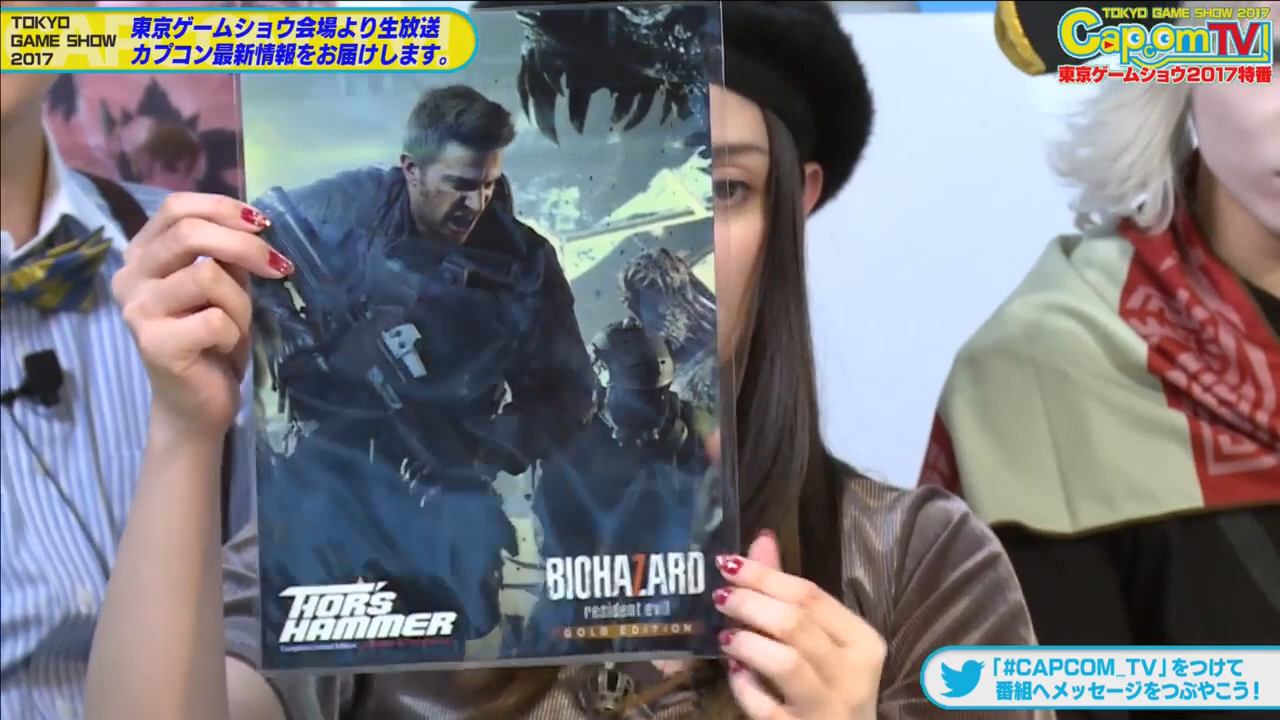 TOKYO
GAME SHOW
2017
東京ゲームショウ会場より生放送
カプコン最新情報をお届けします。
TOKYO GAME SHOW 2017
CapcomTV!
東京ゲームショウ2017特番
HOR'S
HAMMER
BIOHAZARD
resident evil
GOLD EDITION
「#CAPCOM_TV」をつけて
番組へメッセージをつぶやこう!